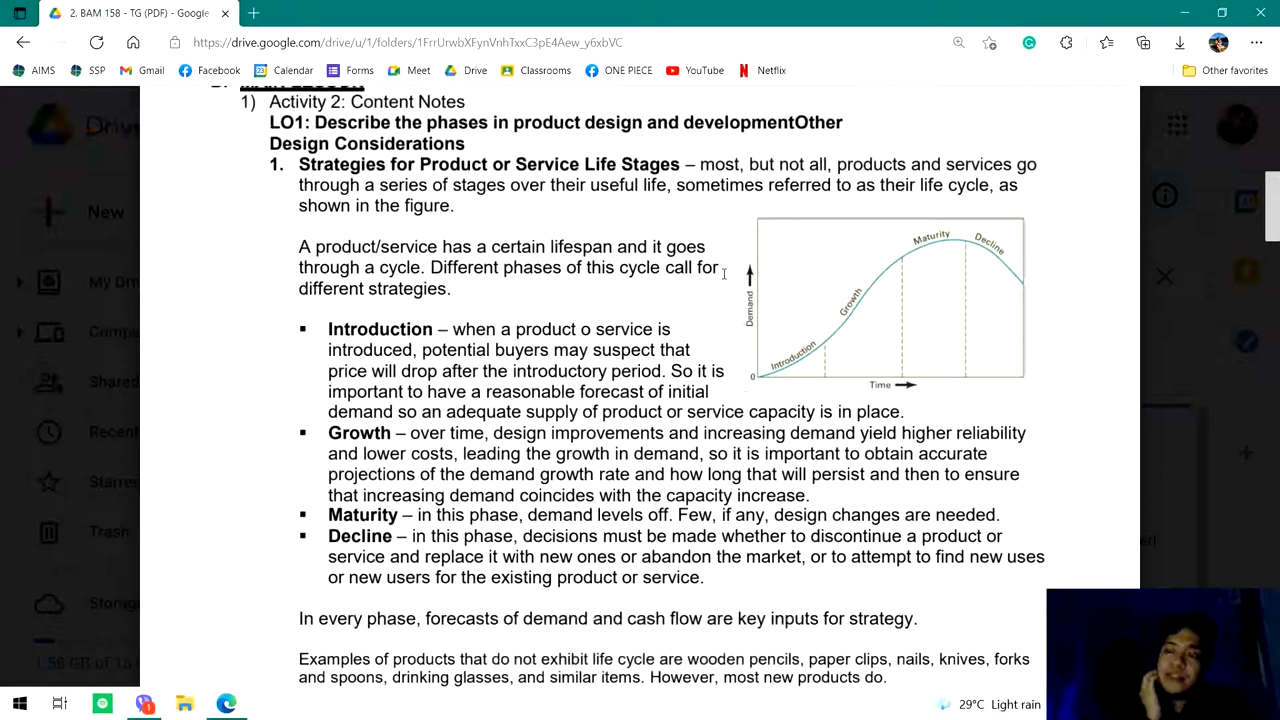 2. BAM 158 - TG (PDF) - Google
https://drive.google.com/drive/u/1/folders/1FrrUrwbXFynVnhTxxC3pE4Aew_y6xbVC
AIMS SSP Gmail Facebook Calendar Forms Meet Drive Classrooms ONE PIECE YouTube Netflix Other favorites
1) Activity 2: Content Notes
LO1: Describe the phases in product design and developmentOther
Design Considerations
1. Strategies for Product or Service Life Stages – most, but not all, products and services go
through a series of stages over their useful life, sometimes referred to as their life cycle, as
shown in the figure.
A product/service has a certain lifespan and it goes
through a cycle. Different phases of this cycle call for
different strategies.
▪ Introduction – when a product o service is
introduced, potential buyers may suspect that
price will drop after the introductory period. So it is
important to have a reasonable forecast of initial
demand so an adequate supply of product or service capacity is in place.
Demand
Introduction
Growth
Maturity
Decline
0
Time
▪ Growth – over time, design improvements and increasing demand yield higher reliability
and lower costs, leading the growth in demand, so it is important to obtain accurate
projections of the demand growth rate and how long that will persist and then to ensure
that increasing demand coincides with the capacity increase.
▪ Maturity – in this phase, demand levels off. Few, if any, design changes are needed.
▪ Decline – in this phase, decisions must be made whether to discontinue a product or
service and replace it with new ones or abandon the market, or to attempt to find new uses
or new users for the existing product or service.
In every phase, forecasts of demand and cash flow are key inputs for strategy.
Examples of products that do not exhibit life cycle are wooden pencils, paper clips, nails, knives, forks
and spoons, drinking glasses, and similar items. However, most new products do.
New
My Dri
Compu
Shared
Recent
Starre
Trash
Storag
1.58 GB of 15
29°C Light rain